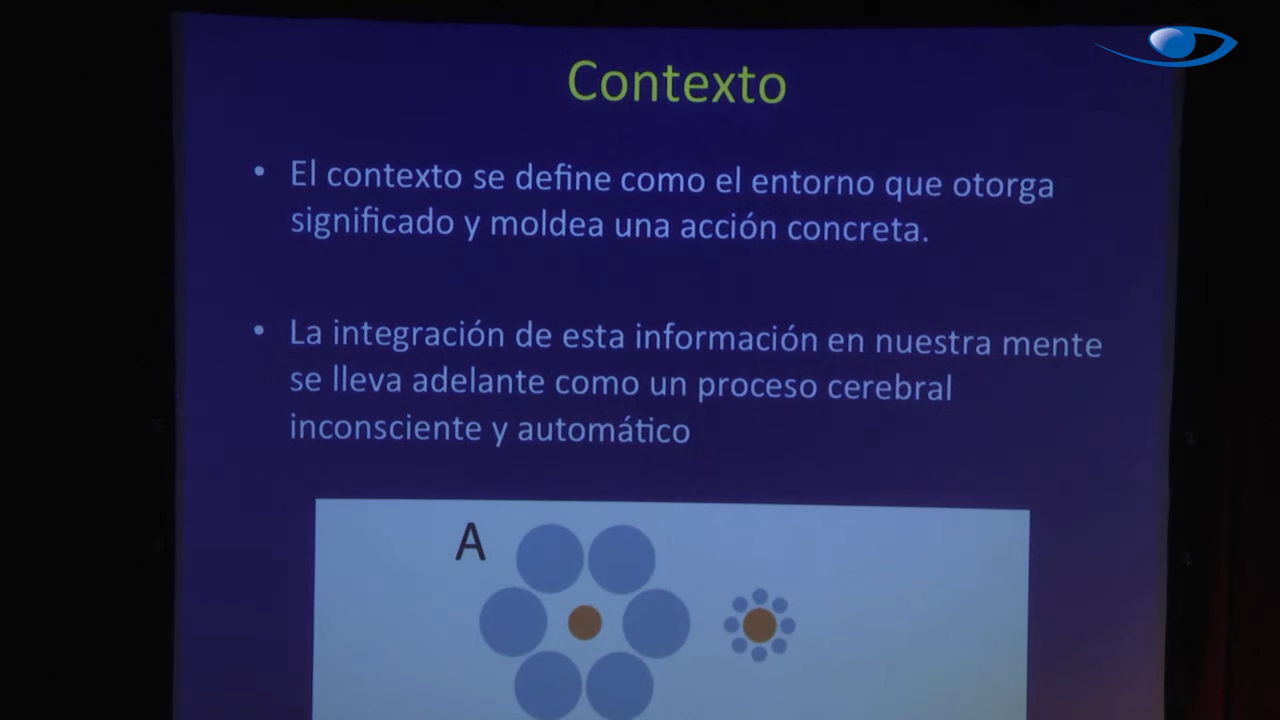 Contexto
• El contexto se define como el entorno que otorga
significado y moldea una acción concreta.
• La integración de esta información en nuestra mente
se lleva adelante como un proceso cerebral
inconsciente y automático
A